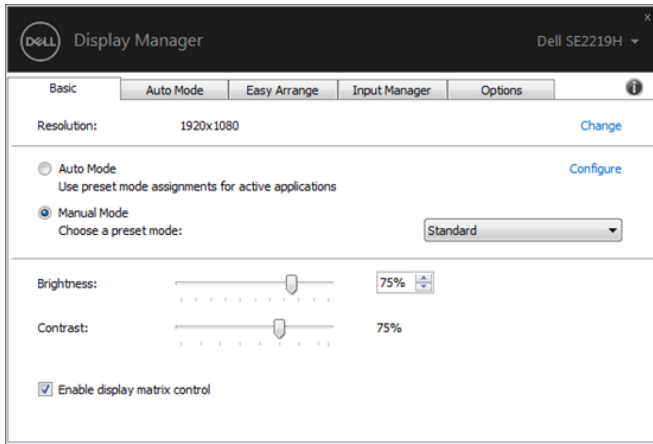 DELL Display Manager Dell SE2219H
x
Basic Auto Mode Easy Arrange Input Manager Options i
Resolution: 1920x1080 Change
Auto Mode Configure
Use preset mode assignments for active applications
Manual Mode
Choose a preset mode: Standard
Brightness: 75%
Contrast: 75%
Enable display matrix control